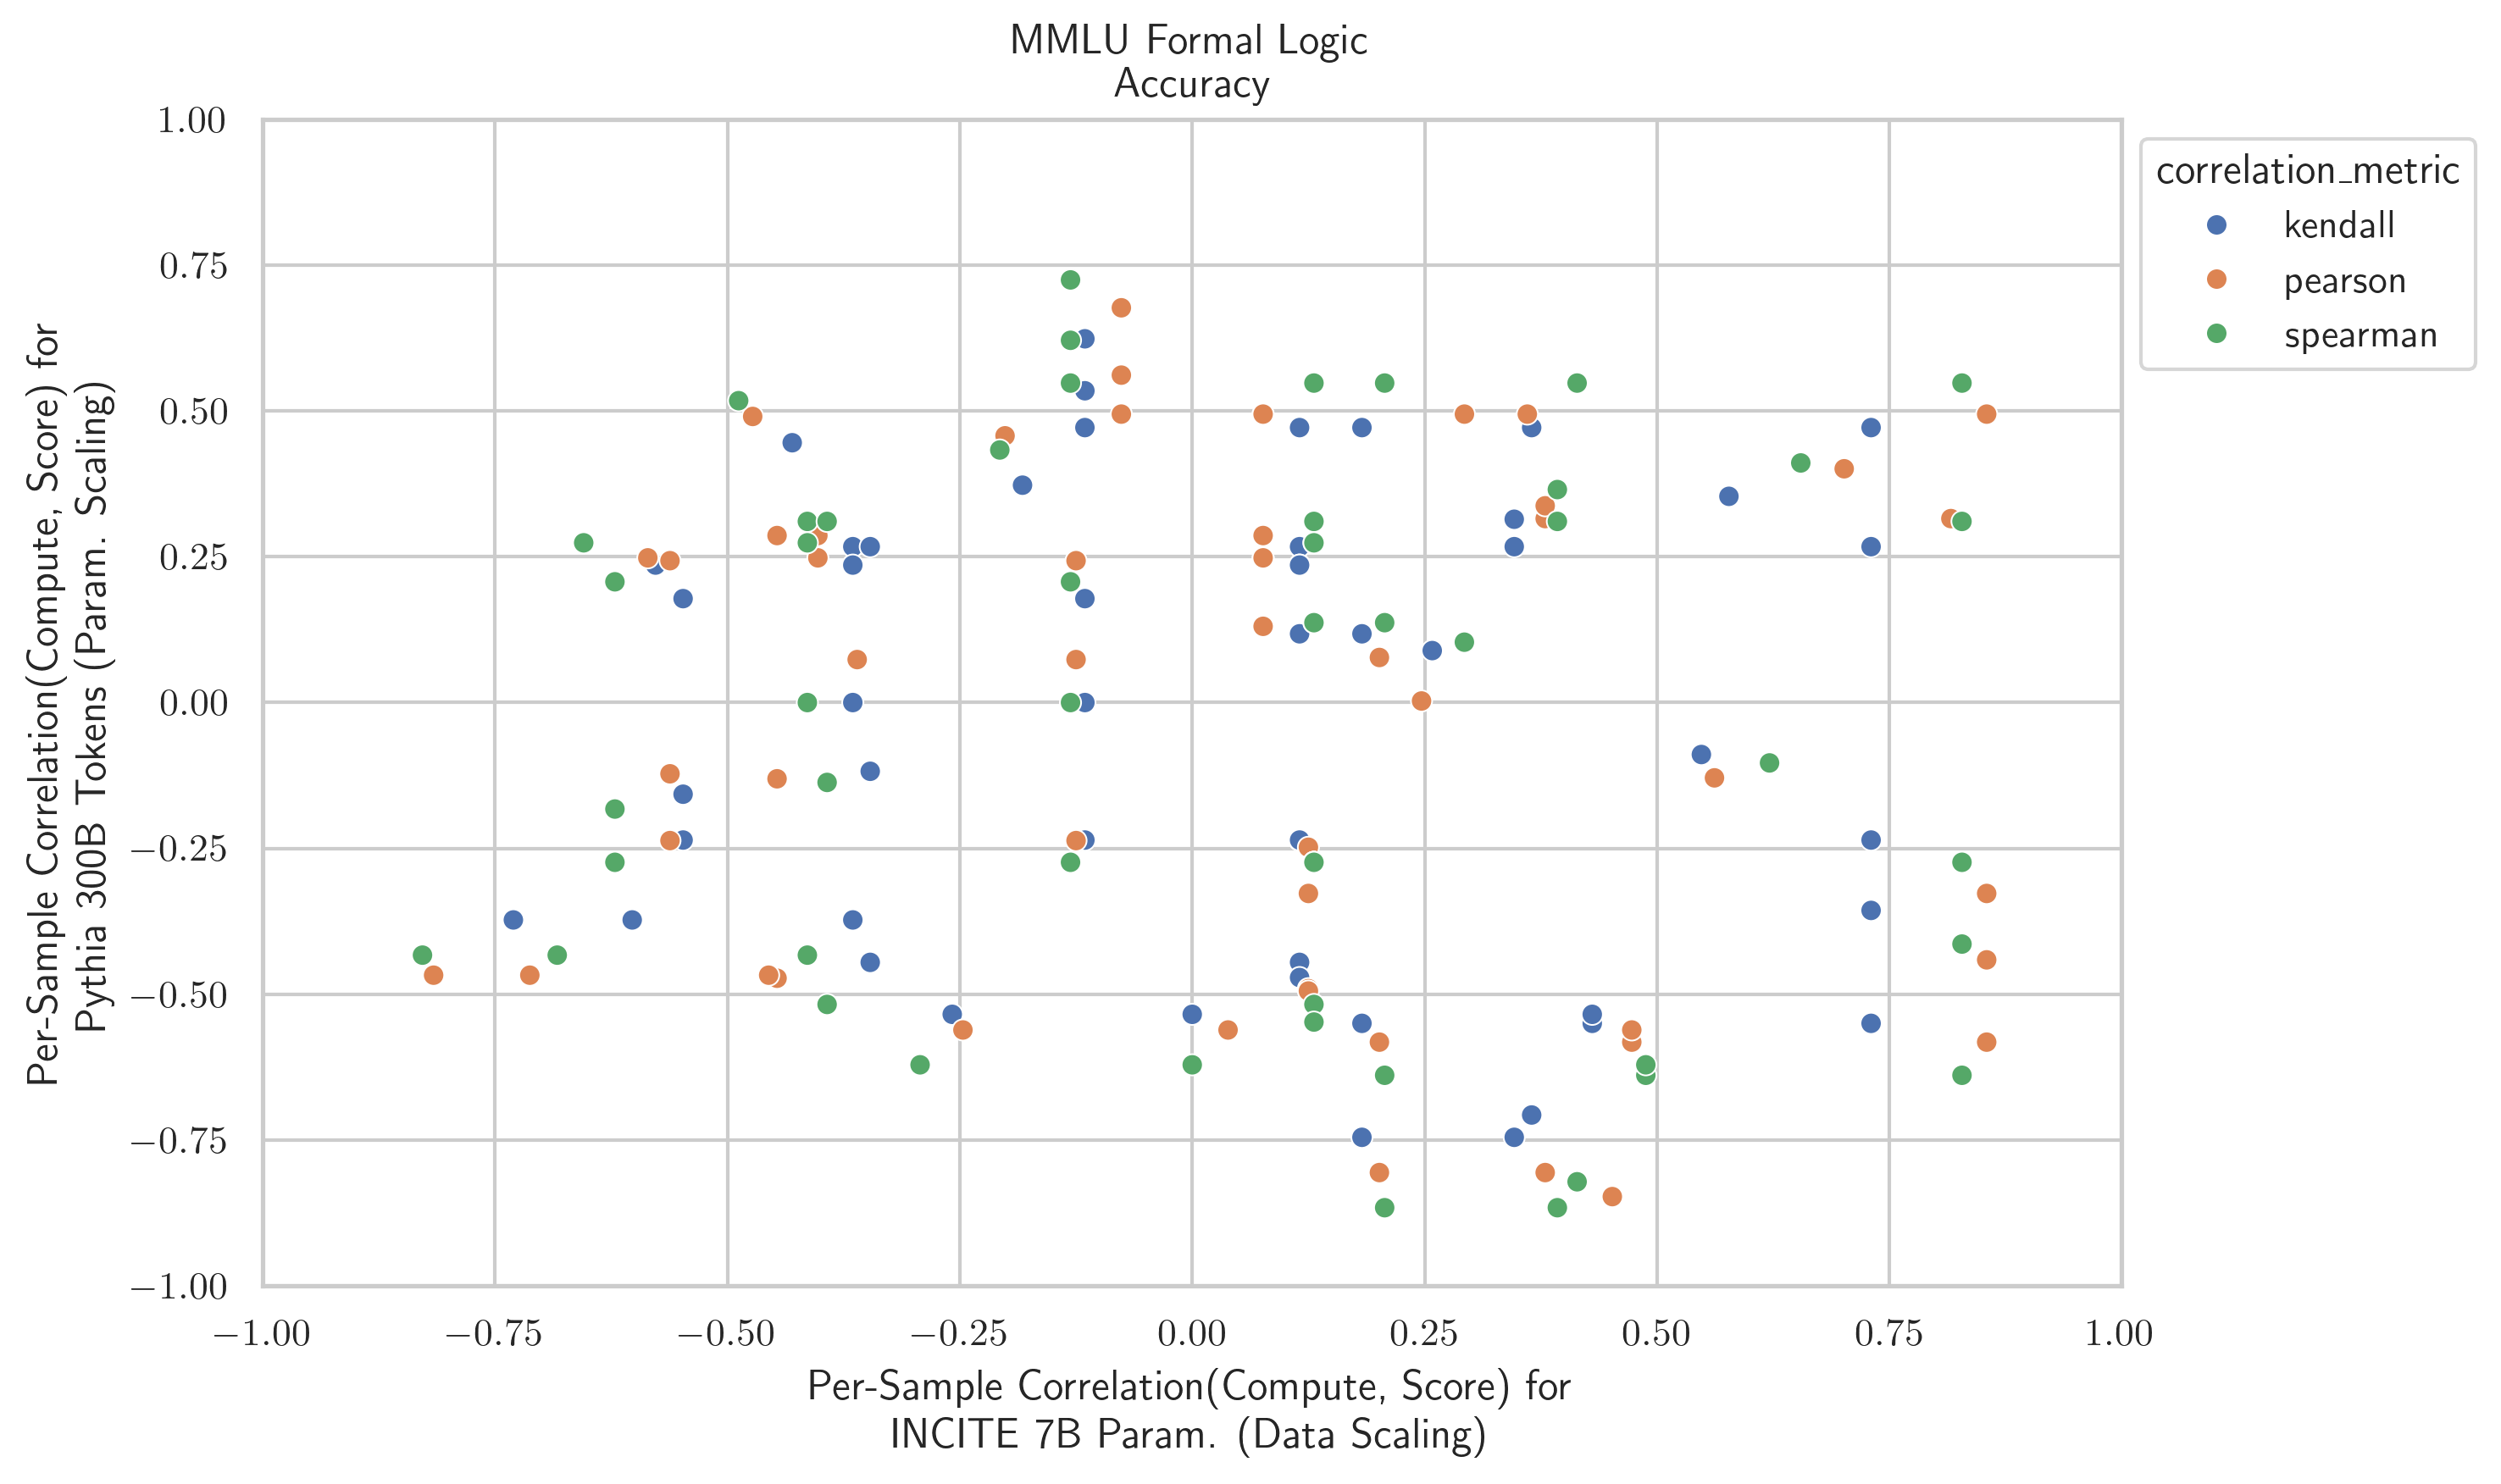 MMLU Formal Logic
Accuracy
Per-Sample Correlation(Compute, Score) for
Pythia 300B Tokens (Param. Scaling)
1.00
0.75
0.50
0.25
0.00
−0.25
−0.50
−0.75
−1.00
−1.00 −0.75 −0.50 −0.25 0.00 0.25 0.50 0.75 1.00
Per-Sample Correlation(Compute, Score) for
INCITE 7B Param. (Data Scaling)
correlation_metric
kendall
pearson
spearman